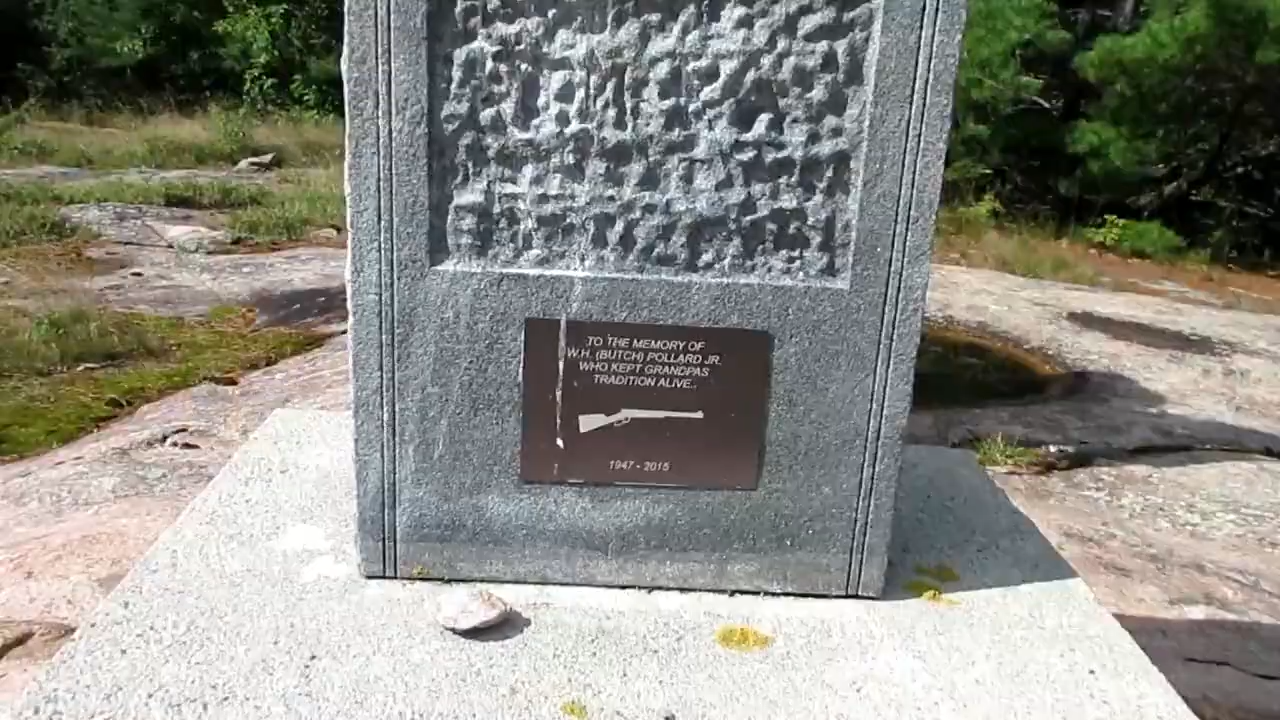 TO THE MEMORY OF
W.H. (BUTCH) POLLARD JR.
WHO KEPT GRANDPAS
TRADITION ALIVE..
1947 - 2015